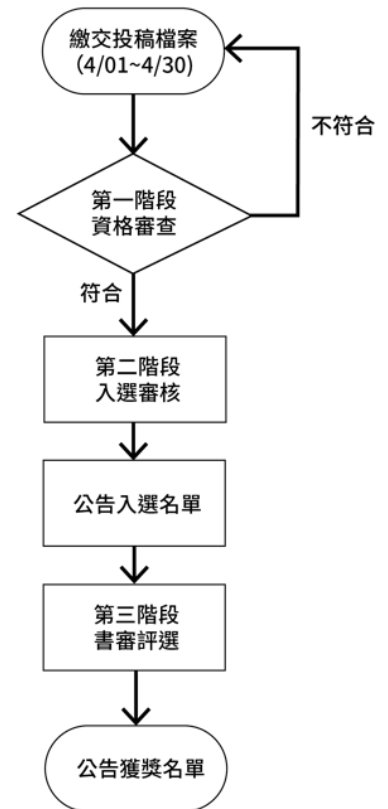 繳交投稿檔案
（4/01~4/30)
不符合
第一階段
資格審查
符合
第二階段
入選審核
公告入選名單
第三階段
書審評選
公告獲獎名單